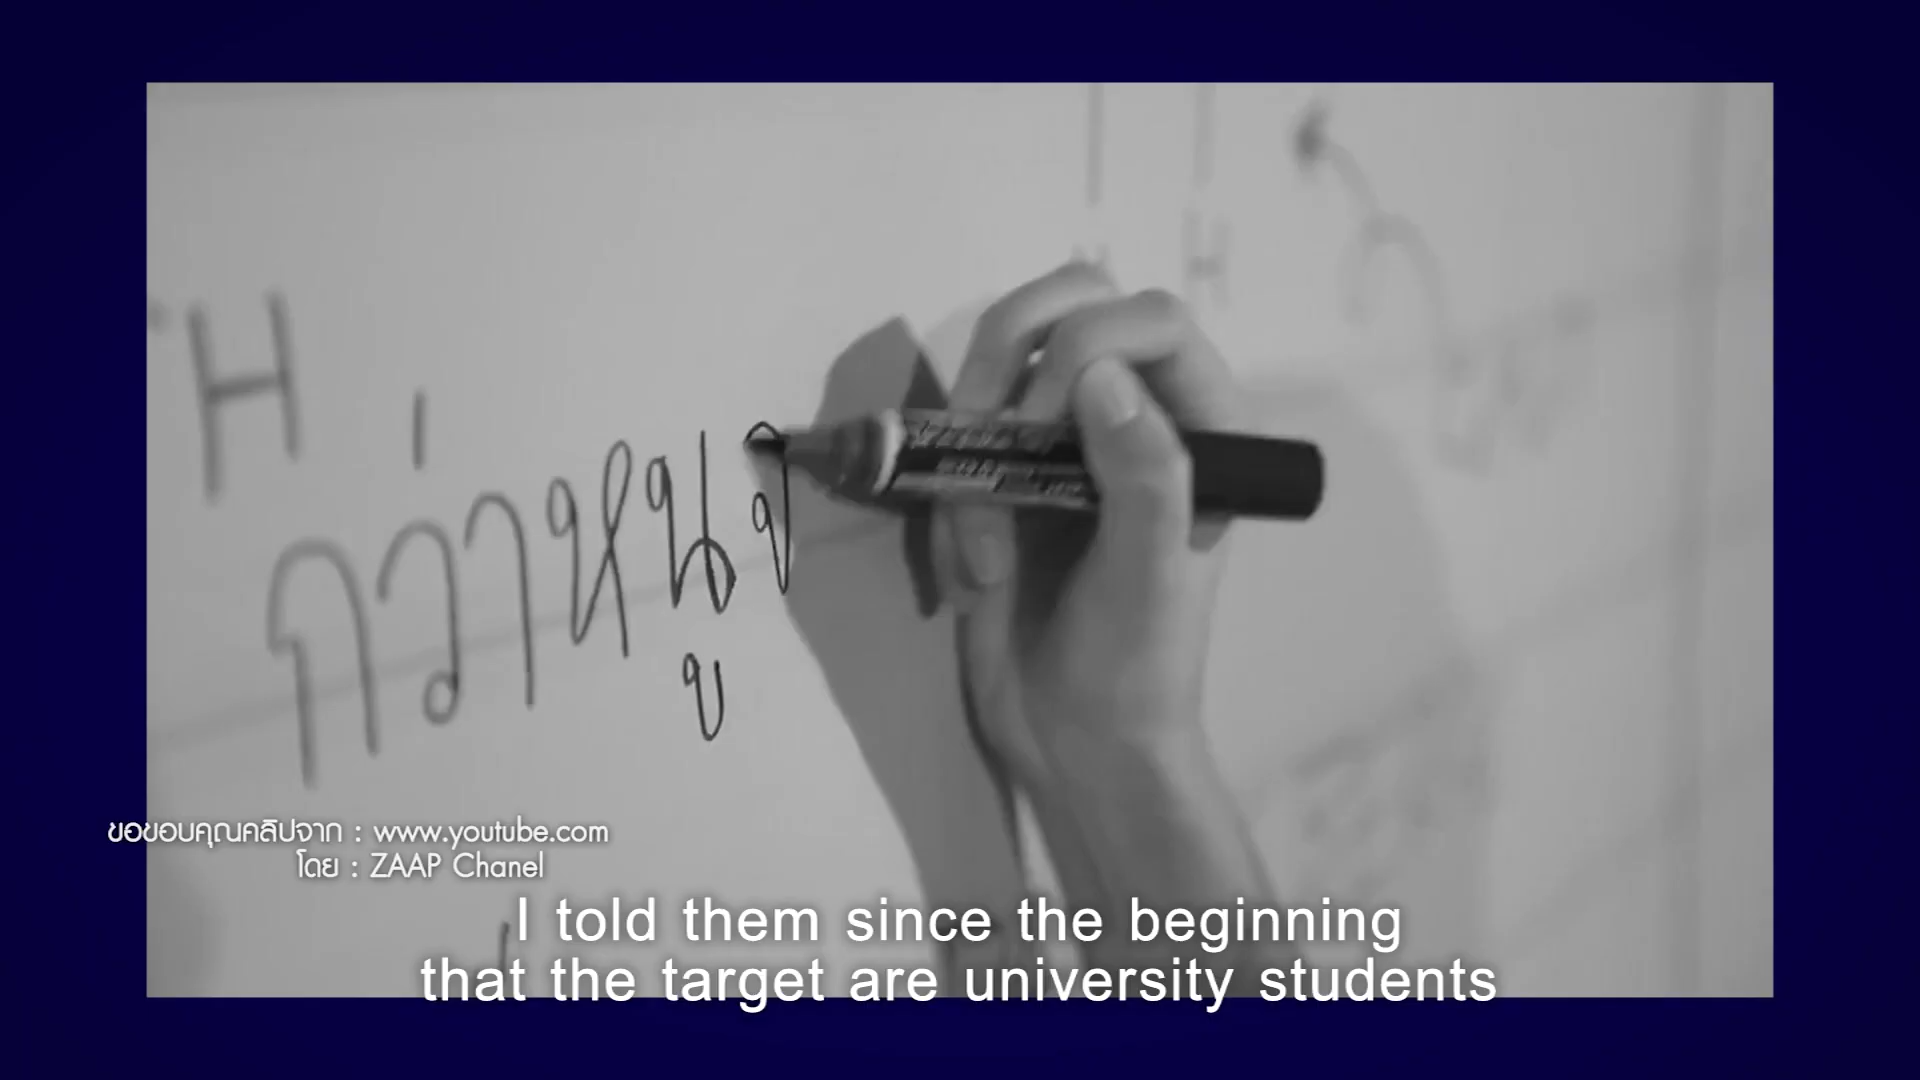 H
กว่าหนูจ
ขอขอบคุณคลิปจาก : www.youtube.com
โดย : ZAAP Chanel
I told them since the beginning
that the target are university students